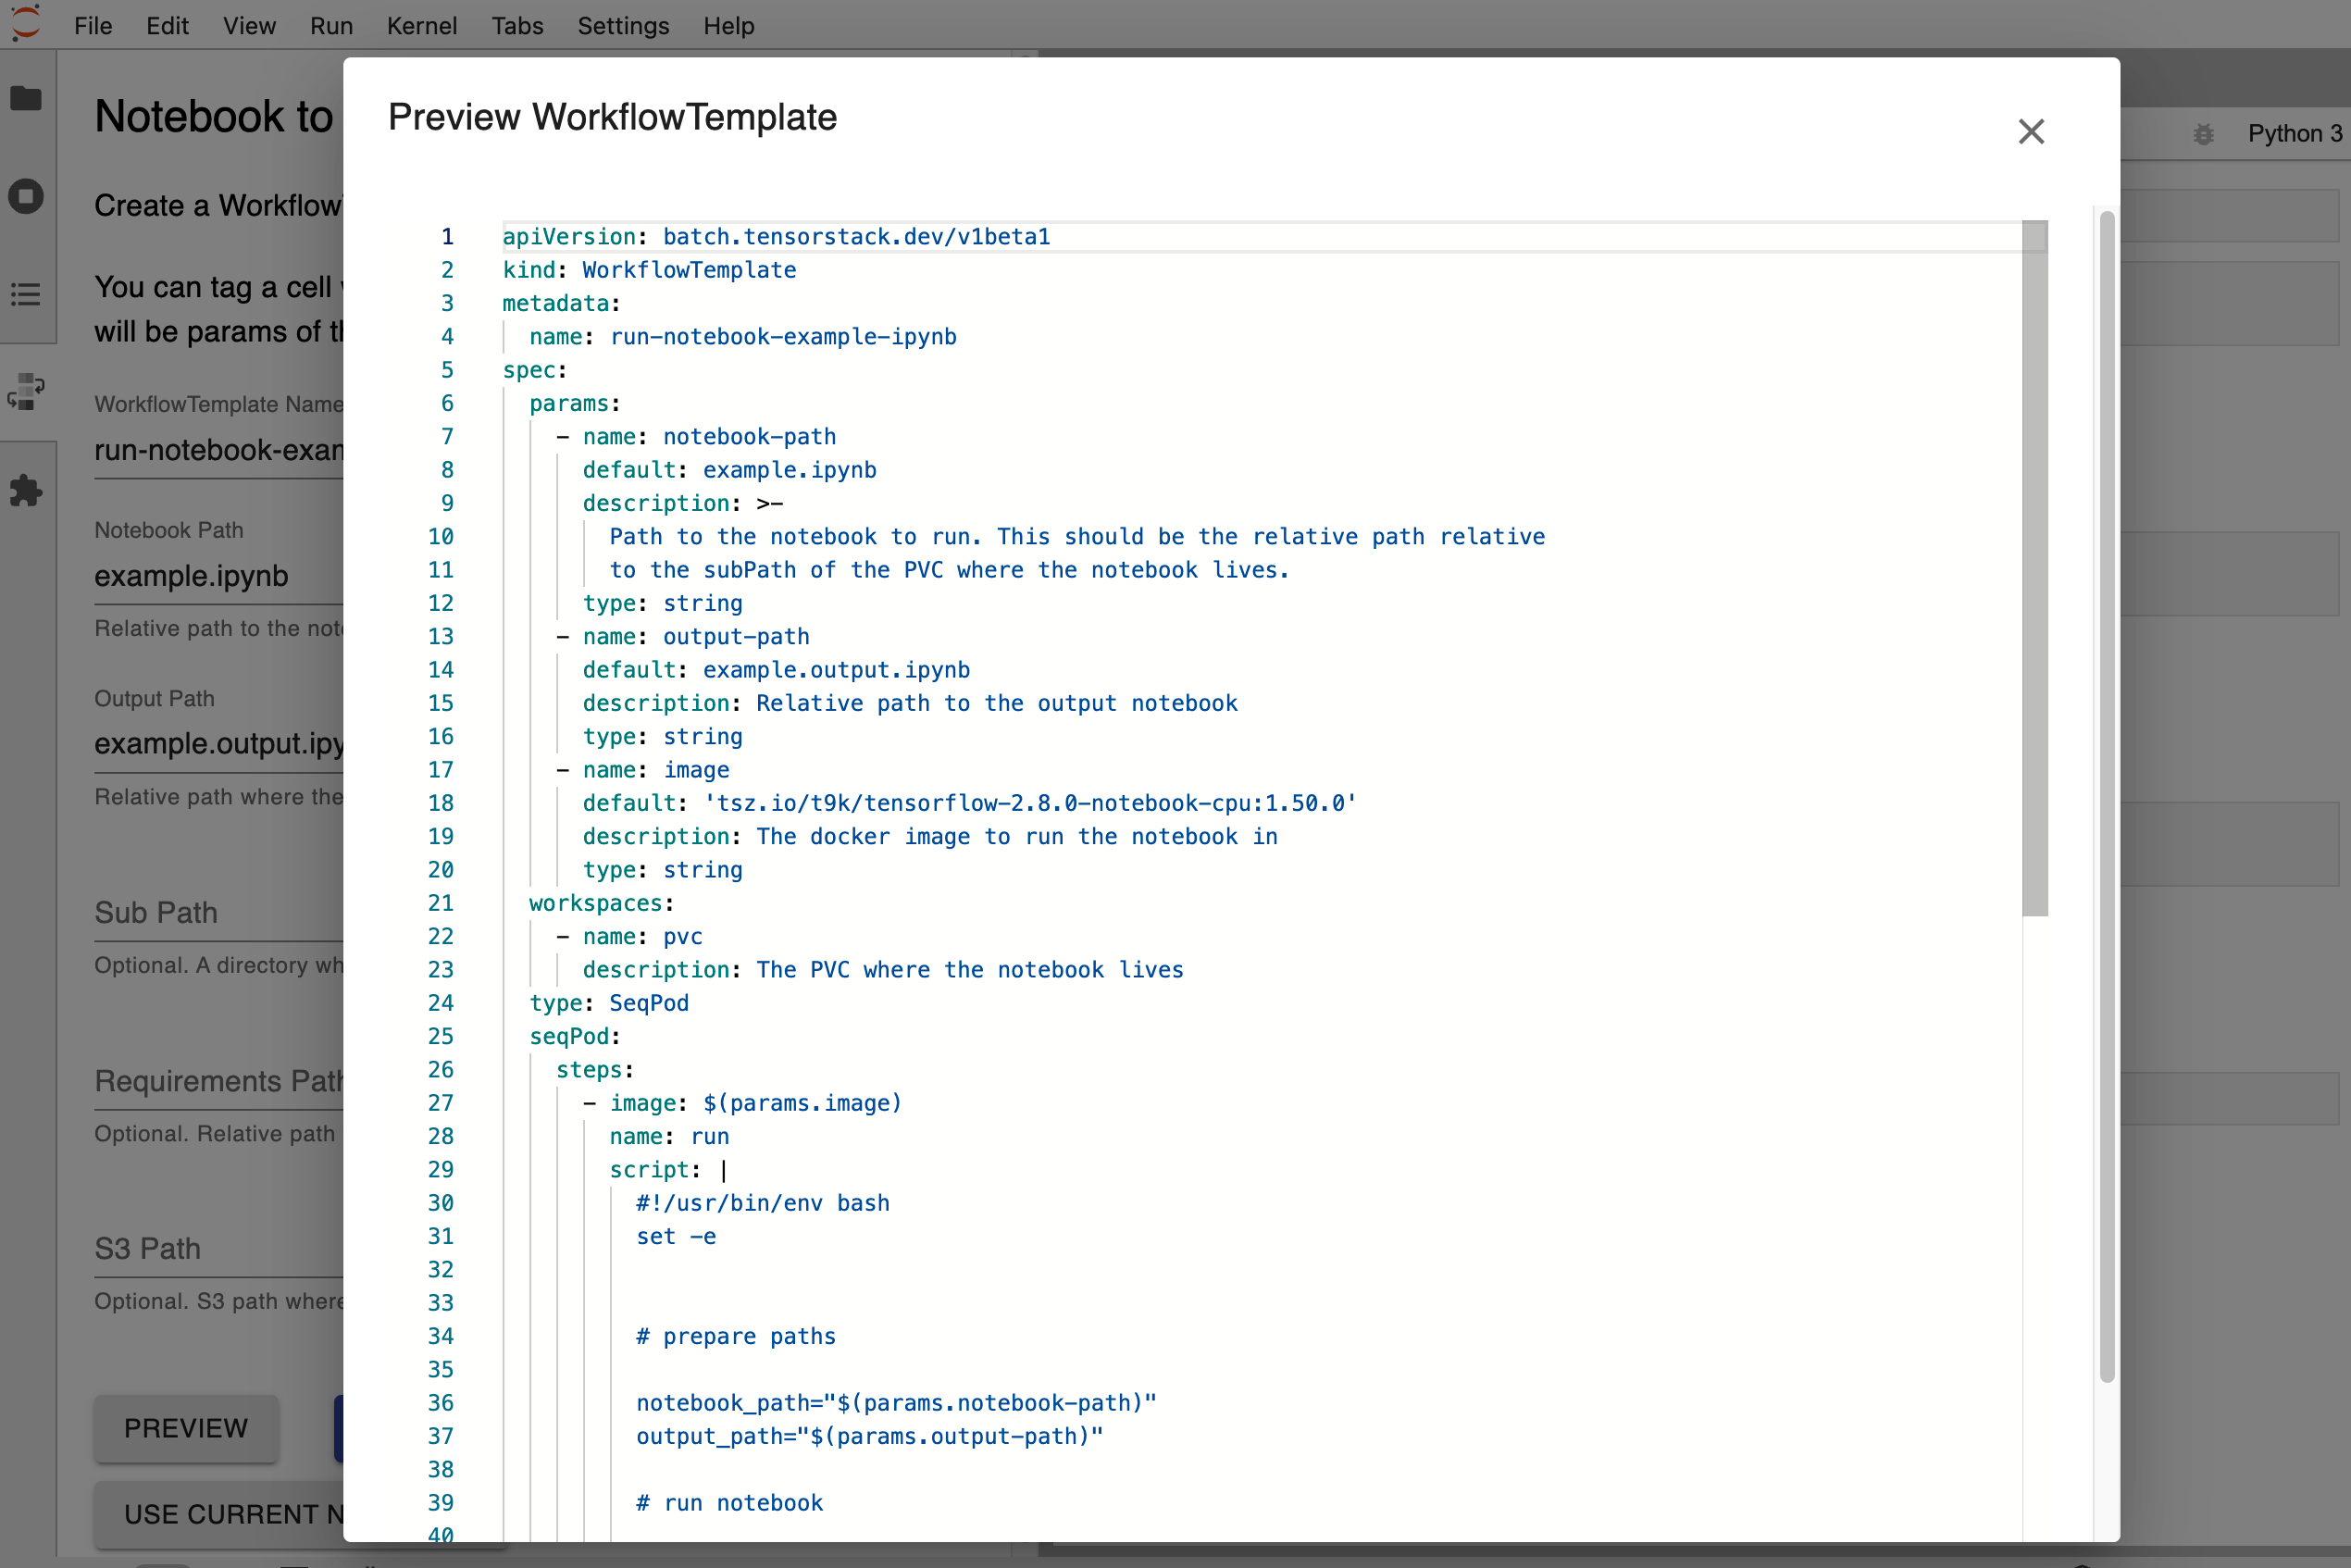 File Edit View Run Kernel Tabs Settings Help
Notebook to
Create a Workflow
You can tag a cell
will be params of
WorkflowTemplate Name
run-notebook-exam
Notebook Path
example.ipynb
Relative path to the
Output Path
example.output.ipy
Relative path where the
Sub Path
Optional. A directory
Requirements Path
Optional. Relative path
S3 Path
Optional. S3 path where
PREVIEW
USE CURRENT
Python 3
Preview WorkflowTemplate
1 apiVersion: batch.tensorstack.dev/v1beta1
2 kind: WorkflowTemplate
3 metadata:
4 name: run-notebook-example-ipynb
5 spec:
6 params:
7 - name: notebook-path
8 default: example.ipynb
9 description: >-
10 Path to the notebook to run. This should be the relative path relative
11 to the subPath of the PVC where the notebook lives.
12 type: string
13 - name: output-path
14 default: example.output.ipynb
15 description: Relative path to the output notebook
16 type: string
17 - name: image
18 default: 'tsz.io/t9k/tensorflow-2.8.0-notebook-cpu:1.50.0'
19 description: The docker image to run the notebook in
20 type: string
21 workspaces:
22 - name: pvc
23 description: The PVC where the notebook lives
24 type: SeqPod
25 seqPod:
26 steps:
27 - image: $(params.image)
28 name: run
29 script: |
30 #!/usr/bin/env bash
31 set -e
32
33
34 # prepare paths
35
36 notebook_path="$(params.notebook-path)"
37 output_path="$(params.output-path)"
38
39 # run notebook
40